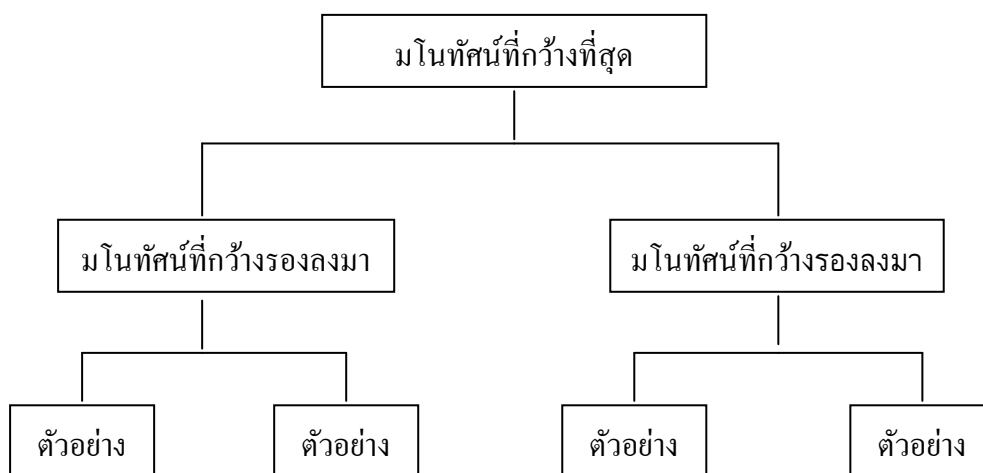 มโนทัศน์ที่กว้างที่สุด
มโนทัศน์ที่กว้างรองลงมา
มโนทัศน์ที่กว้างรองลงมา
ตัวอย่าง
ตัวอย่าง
ตัวอย่าง
ตัวอย่าง